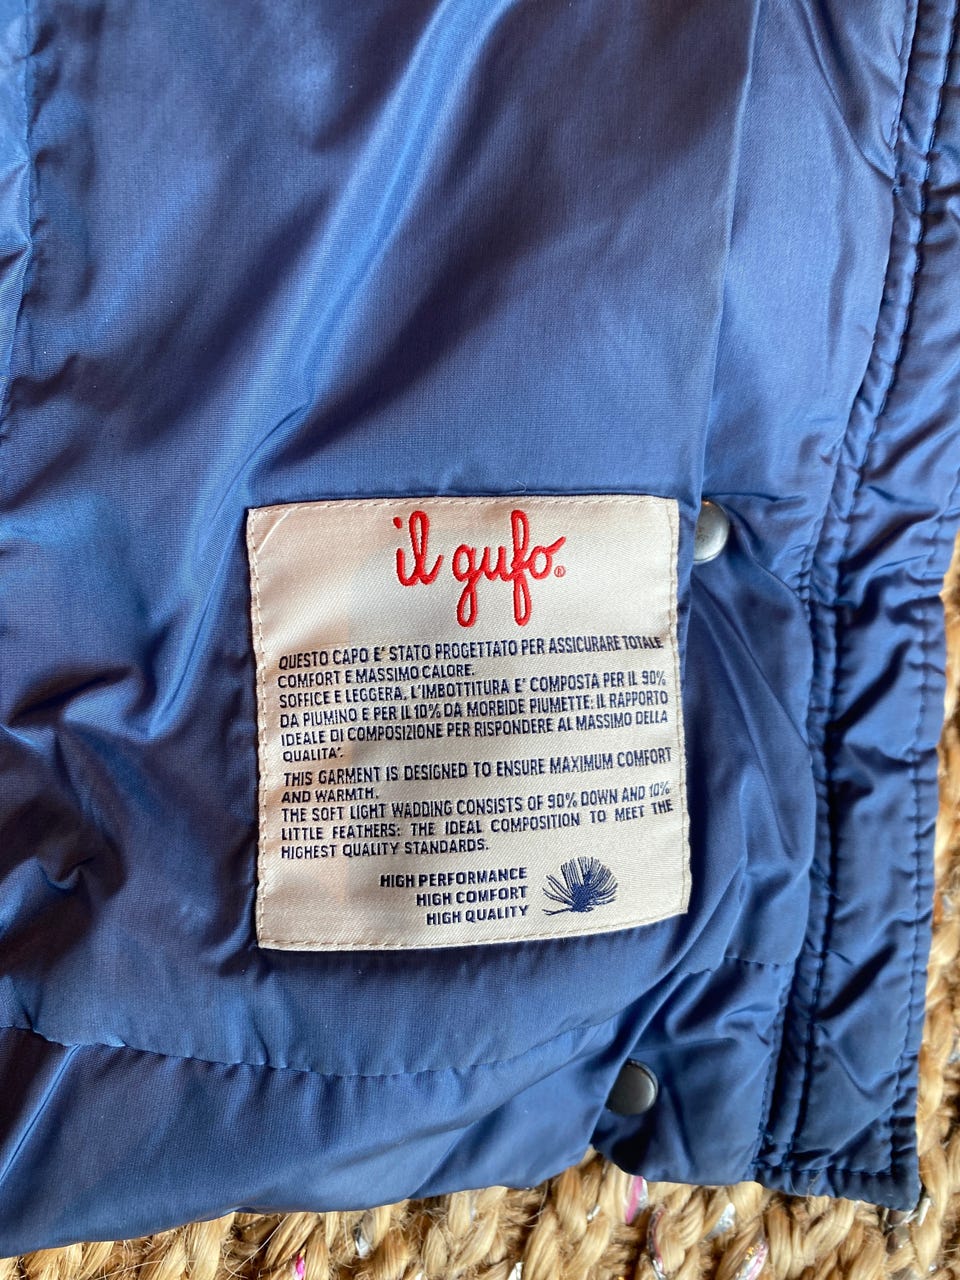 il gufo®
QUESTO CAPO E' STATO PROGETTATO PER ASSICURARE TOTALE
COMFORT E MASSIMO CALORE.
SOFFICE E LEGGERA, L'IMBOTTITURA E' COMPOSTA PER IL 90%
DA PIUMINO E PER IL 10% DA MORBIDE PIUMETTE: IL RAPPORTO
IDEALE DI COMPOSIZIONE PER RISPONDERE AL MASSIMO DELLA
QUALITA'.
THIS GARMENT IS DESIGNED TO ENSURE MAXIMUM COMFORT
AND WARMTH.
THE SOFT LIGHT WADDING CONSISTS OF 90% DOWN AND 10%
LITTLE FEATHERS: THE IDEAL COMPOSITION TO MEET THE
HIGHEST QUALITY STANDARDS.
HIGH PERFORMANCE
HIGH COMFORT
HIGH QUALITY